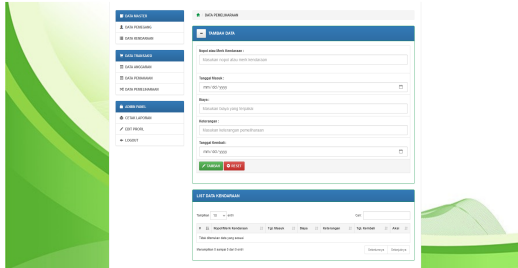 DATA MASTER
DATA PEMEGANG
DATA KENDARAAN
DATA TRANSAKSI
DATA ANGGARAN
DATA PERBAIKAN
DATA PEMELIHARAAN
ADMIN PANEL
CETAK LAPORAN
EDIT PROFIL
LOGOUT
DATA PEMELIHARAAN
TAMBAH DATA
Nopol atau Merk Kendaraan :
Masukan nopol atau merk kendaraan
Tanggal Masuk :
mm/dd/yyyy
Biaya :
Masukan biaya yang terpakai
Keterangan :
Masukan keterangan pemeliharaan
Tanggal Kembali :
mm/dd/yyyy
TAMBAH RESET
LIST DATA KENDARAAN
Tampilkan 10 entri
Cari
# Nopol/Merk Kendaraan Tgl Masuk Biaya Keterangan Tgl Kembali Aksi
Tidak ditemukan data yang sesuai
Menampilkan 0 sampai 0 dari 0 entri
Sebelumnya Selanjutnya